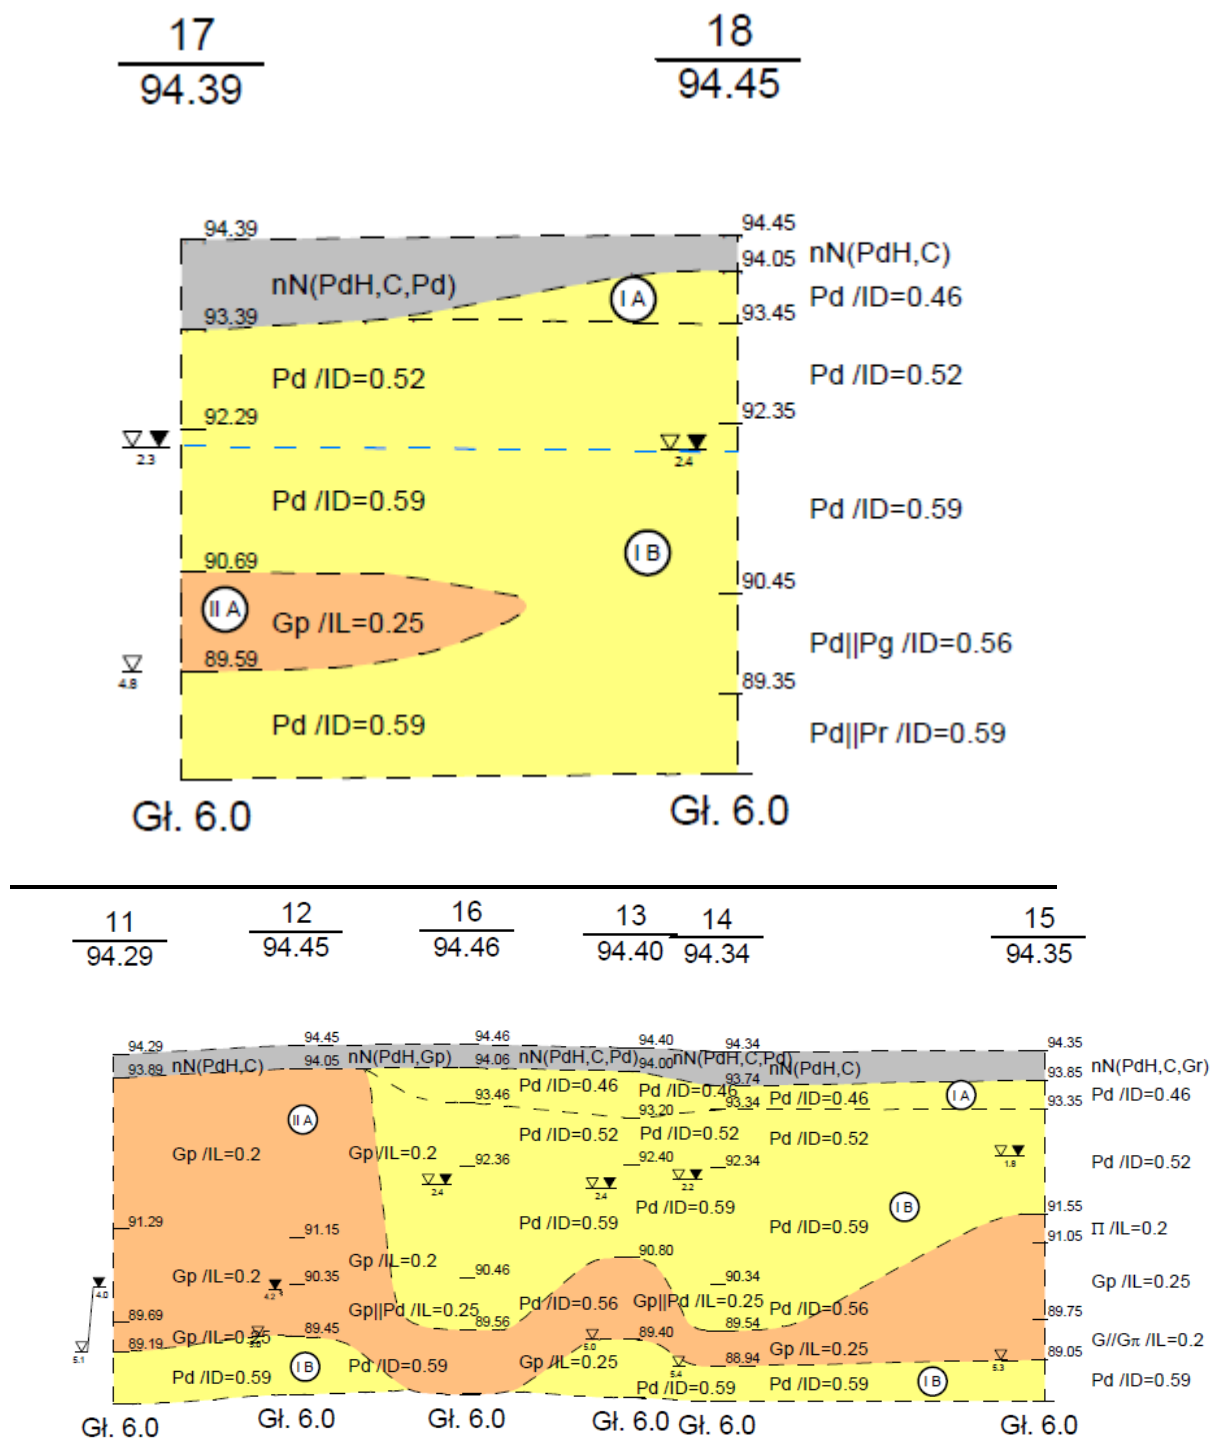 17 18
94.39 94.45
94.39 94.45
94.05 nN(PdH,C)
nN(PdH,C,Pd) I A Pd /ID=0.46
93.39 93.45
Pd /ID=0.52 Pd /ID=0.52
92.29 92.35
2.3 2.4
Pd /ID=0.59 Pd /ID=0.59
I B
90.69 90.45
II A Gp /IL=0.25
Pd||Pg /ID=0.56
89.59
4.8 89.35
Pd /ID=0.59 Pd||Pr /ID=0.59
Gł. 6.0 Gł. 6.0
11 12 16 13 14 15
94.29 94.45 94.46 94.40 94.34 94.35
94.29 94.45 94.46 94.40 94.34 94.35
93.89 nN(PdH,C) 94.05 nN(PdH,Gp) 94.06 nN(PdH,C,Pd) 94.00 nN(PdH,C,Pd) nN(PdH,C) 93.85 nN(PdH,C,Gr)
93.74
93.46 Pd /ID=0.46 Pd /ID=0.46 93.34 Pd /ID=0.46 I A 93.35 Pd /ID=0.46
93.20
II A Pd /ID=0.52 Pd /ID=0.52 Pd /ID=0.52
Gp /IL=0.2 Gp /IL=0.2 92.36 92.40 92.34 1.8 Pd /ID=0.52
2.4 2.4 2.2
Pd /ID=0.59 Pd /ID=0.59 Pd /ID=0.59 I B 91.55
91.29 91.15 91.05 Π /IL=0.2
Gp /IL=0.2 90.35 Gp /IL=0.2 90.46 90.80 90.34 Gp /IL=0.25
4.0 4.2
Gp||Pd /IL=0.25 Pd /ID=0.56 Gp||Pd /IL=0.25 Pd /ID=0.56
89.69 89.56 89.54 89.75
Gp /IL=0.25 89.45 89.40 G//Gπ /IL=0.2
89.19 5.0 5.0 Gp /IL=0.25 89.05
5.1 Pd /ID=0.59 Gp /IL=0.25 5.4 88.94 5.3
Pd /ID=0.59 I B Pd /ID=0.59 Pd /ID=0.59 I B Pd /ID=0.59
Gł. 6.0 Gł. 6.0 Gł. 6.0 Gł. 6.0 Gł. 6.0 Gł. 6.0